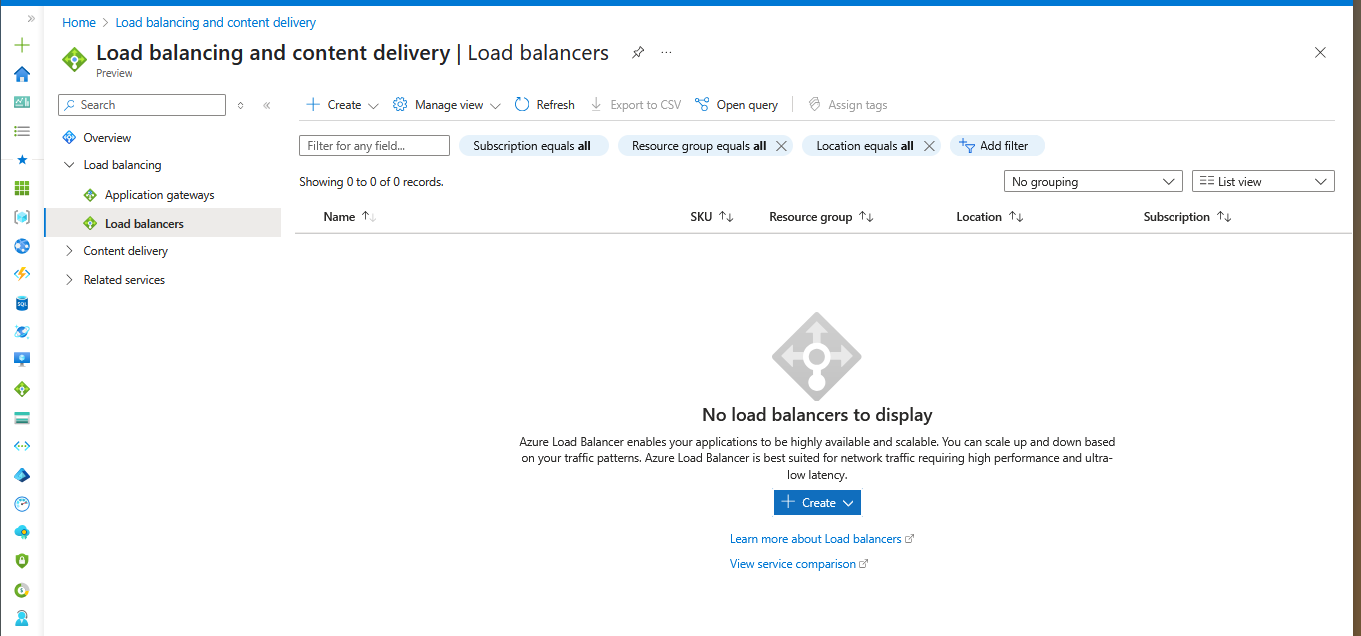 Home > Load balancing and content delivery
Load balancing and content delivery | Load balancers
Preview
Search
Overview
Load balancing
Application gateways
Load balancers
Content delivery
Related services
Create
Manage view
Refresh
Export to CSV
Open query
Assign tags
Filter for any field...
Subscription equals all
Resource group equals all
Location equals all
Add filter
Showing 0 to 0 of 0 records.
No grouping
List view
Name
SKU
Resource group
Location
Subscription
No load balancers to display
Azure Load Balancer enables your applications to be highly available and scalable. You can scale up and down based
on your traffic patterns. Azure Load Balancer is best suited for network traffic requiring high performance and ultra-
low latency.
Create
Learn more about Load balancers
View service comparison
SQL